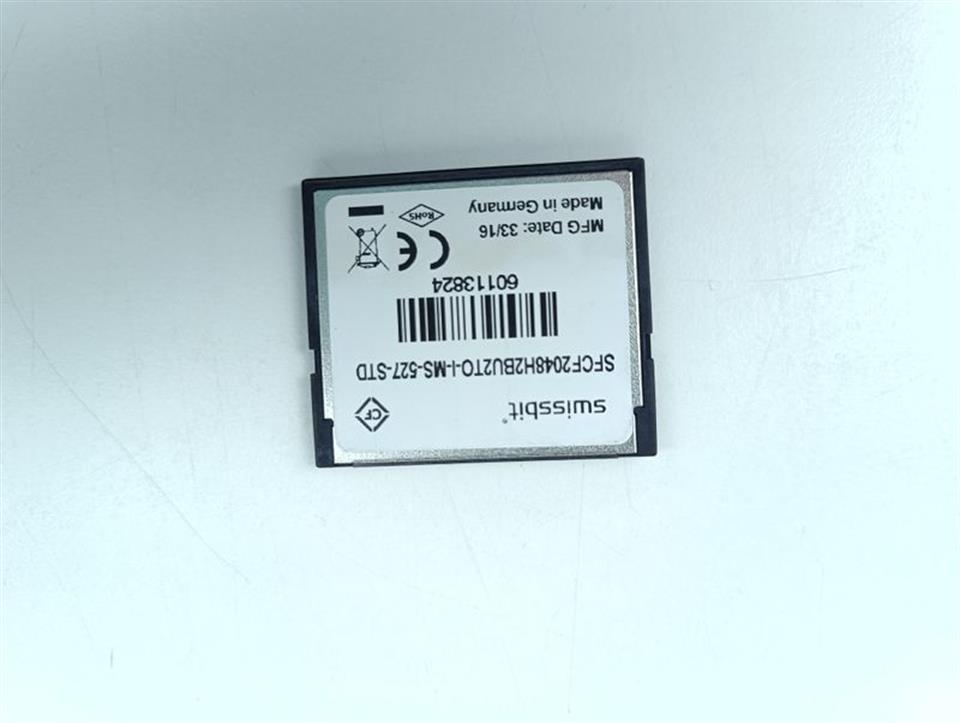 swissbit®
CF
SFCF2048H2BU2TO-I-MS-527-STD
60113824
CE
MFG Date: 33/16
RoHS
Made in Germany